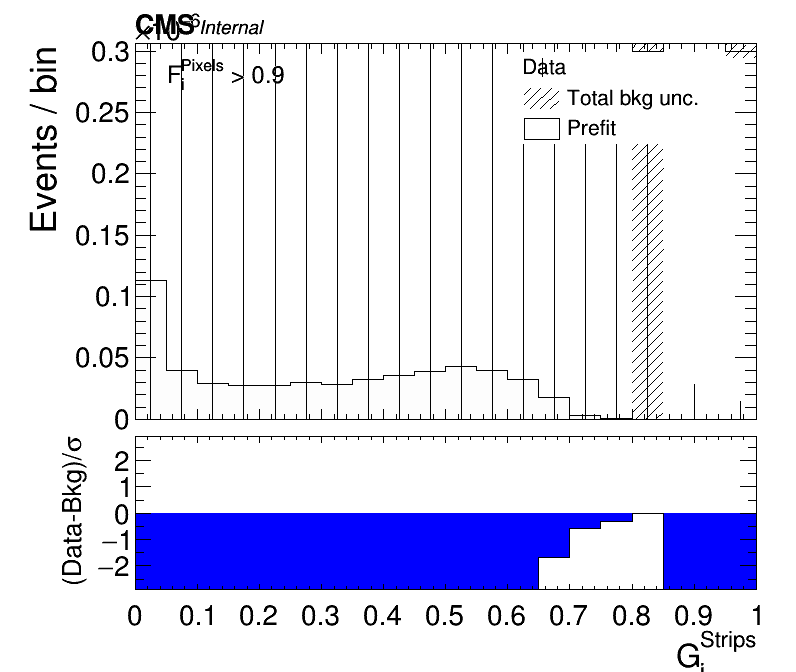 CMS Internal
×10⁻⁶
F_i^Pixels > 0.9
Data
Total bkg unc.
Prefit
Events / bin
0.3
0.25
0.2
0.15
0.1
0.05
0
(Data-Bkg)/σ
2
1
0
−1
−2
0 0.1 0.2 0.3 0.4 0.5 0.6 0.7 0.8 0.9 1
G_i^Strips